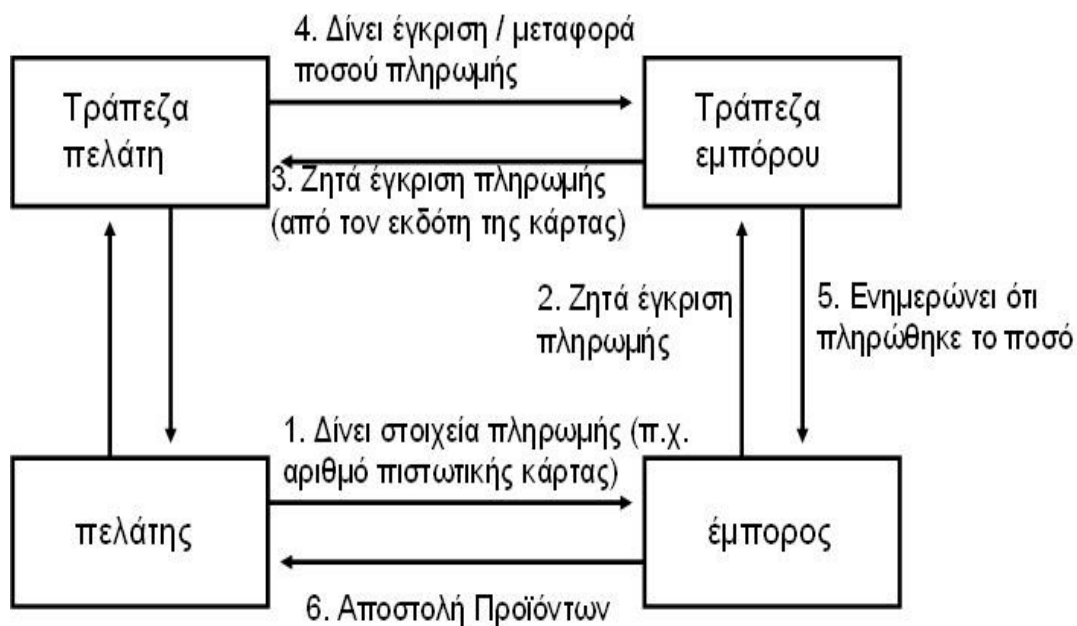 4. Δίνει έγκριση / μεταφορά
ποσού πληρωμής
Τράπεζα
πελάτη
Τράπεζα
εμπόρου
3. Ζητά έγκριση πληρωμής
(από τον εκδότη της κάρτας)
2. Ζητά έγκριση
πληρωμής
5. Ενημερώνει ότι
πληρώθηκε το ποσό
1. Δίνει στοιχεία πληρωμής (π.χ.
αριθμό πιστωτικής κάρτας)
πελάτης
έμπορος
6. Αποστολή Προϊόντων